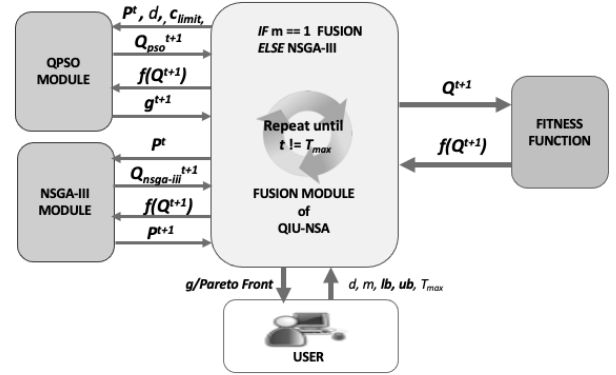 P^t, d,, c_limit,
Q_pso^t+1
f(Q^t+1)
g^t+1
QPSO
MODULE
P^t
Q_nsga-iii^t+1
f(Q^t+1)
P^t+1
NSGA-III
MODULE
IF m == 1 FUSION
ELSE NSGA-III
Repeat until
t != T_max
FUSION MODULE
of
QIU-NSA
Q^t+1
f(Q^t+1)
FITNESS
FUNCTION
g/Pareto Front
d, m, lb, ub, T_max
USER